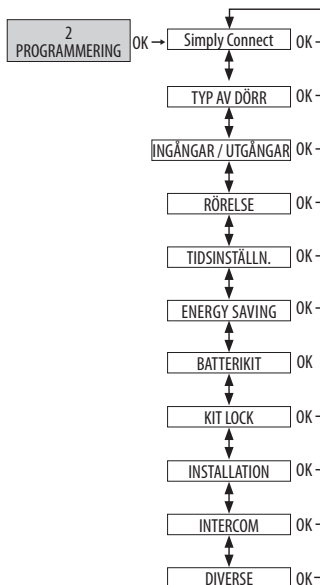 2
PROGRAMMERING OK
Simply Connect OK
TYP AV DÖRR OK
INGÅNGAR / UTGÅNGAR OK
RÖRELSE OK
TIDSINSTÄLLN. OK
ENERGY SAVING OK
BATTERIKIT OK
KIT LOCK OK
INSTALLATION OK
INTERCOM OK
DIVERSE OK